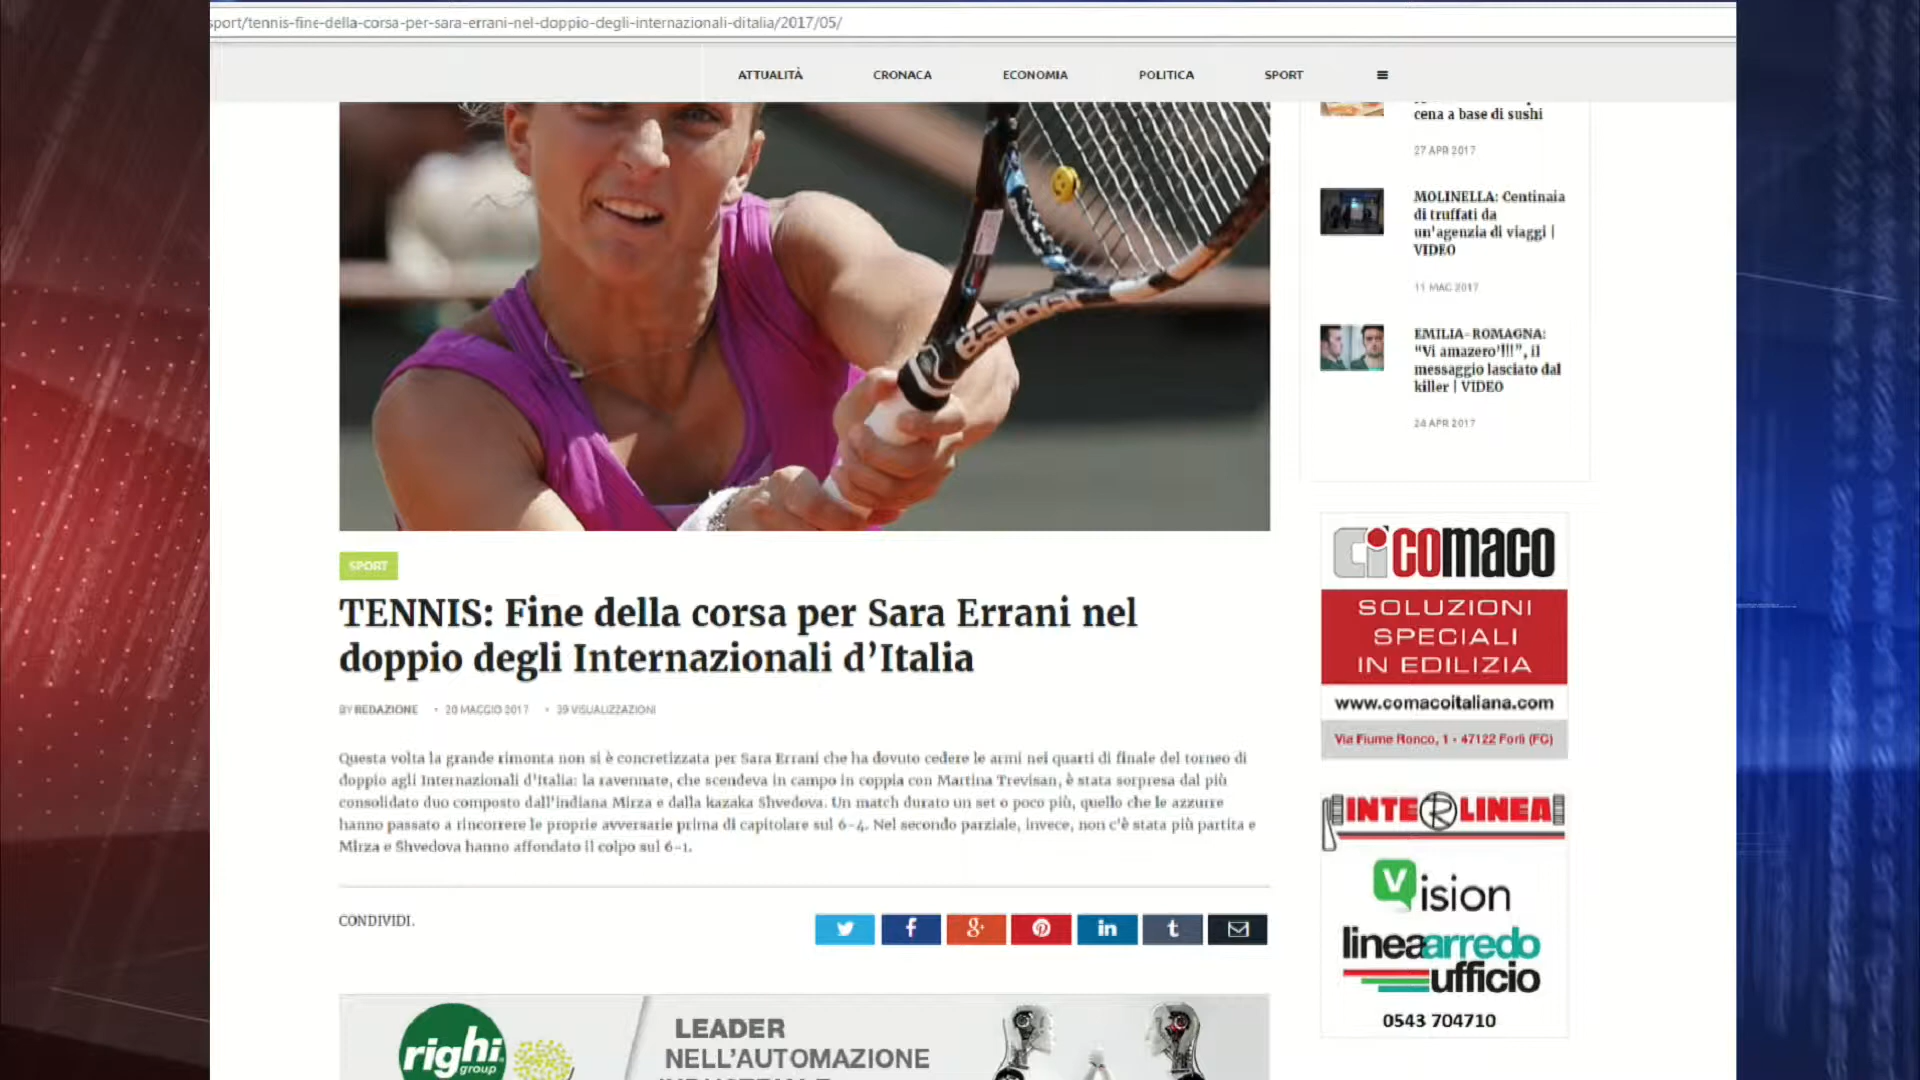 sport/tennis-fine-della-corsa-per-sara-errani-nel-doppio-degli-internazionali-ditalia/2017/05/
ATTUALITÀ CRONACA ECONOMIA POLITICA SPORT
babolat
cena a base di sushi
27 APR 2017
MOLINELLA: Centinaia
di truffati da
un'agenzia di viaggi |
VIDEO
11 MAG 2017
EMILIA-ROMAGNA:
“Vi amazero'!!!”, il
messaggio lasciato dal
killer | VIDEO
24 APR 2017
SPORT
TENNIS: Fine della corsa per Sara Errani nel
doppio degli Internazionali d’Italia
BY REDAZIONE • 20 MAGGIO 2017 • 39 VISUALIZZAZIONI
Questa volta la grande rimonta non si è concretizzata per Sara Errani che ha dovuto cedere le armi nei quarti di finale del torneo di
doppio agli Internazionali d'Italia: la ravennate, che scendeva in campo in coppia con Martina Trevisan, è stata sorpresa dal più
consolidato duo composto dall'indiana Mirza e dalla kazaka Shvedova. Un match durato un set o poco più, quello che le azzurre
hanno passato a rincorrere le proprie avversarie prima di capitolare sul 6-4. Nel secondo parziale, invece, non c'è stata più partita e
Mirza e Shvedova hanno affondato il colpo sul 6-1.
CONDIVIDI.
f g+ in t
righi
group
LEADER
NELL'AUTOMAZIONE
Ci COMACO
SOLUZIONI
SPECIALI
IN EDILIZIA
www.comacoitaliana.com
Via Fiume Ronco, 1 - 47122 Forlì (FC)
INTERLINEA
Vision
lineaarredo
ufficio
0543 704710